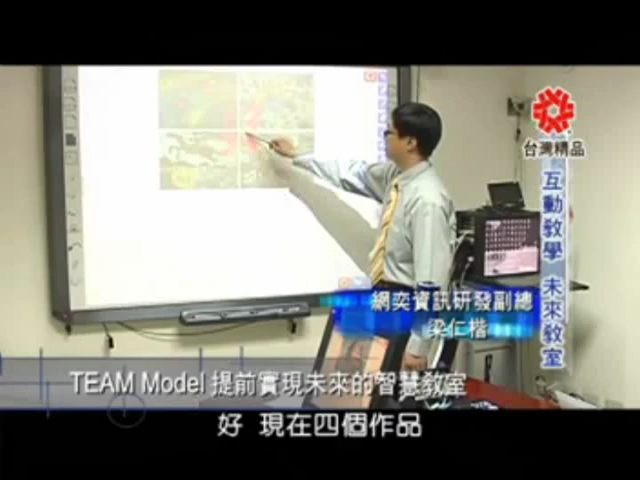 台灣精品
互動教學 未來教室
網奕資訊研發副總
梁仁楷
TEAM Model 提前實現未來的智慧教室
好 現在四個作品